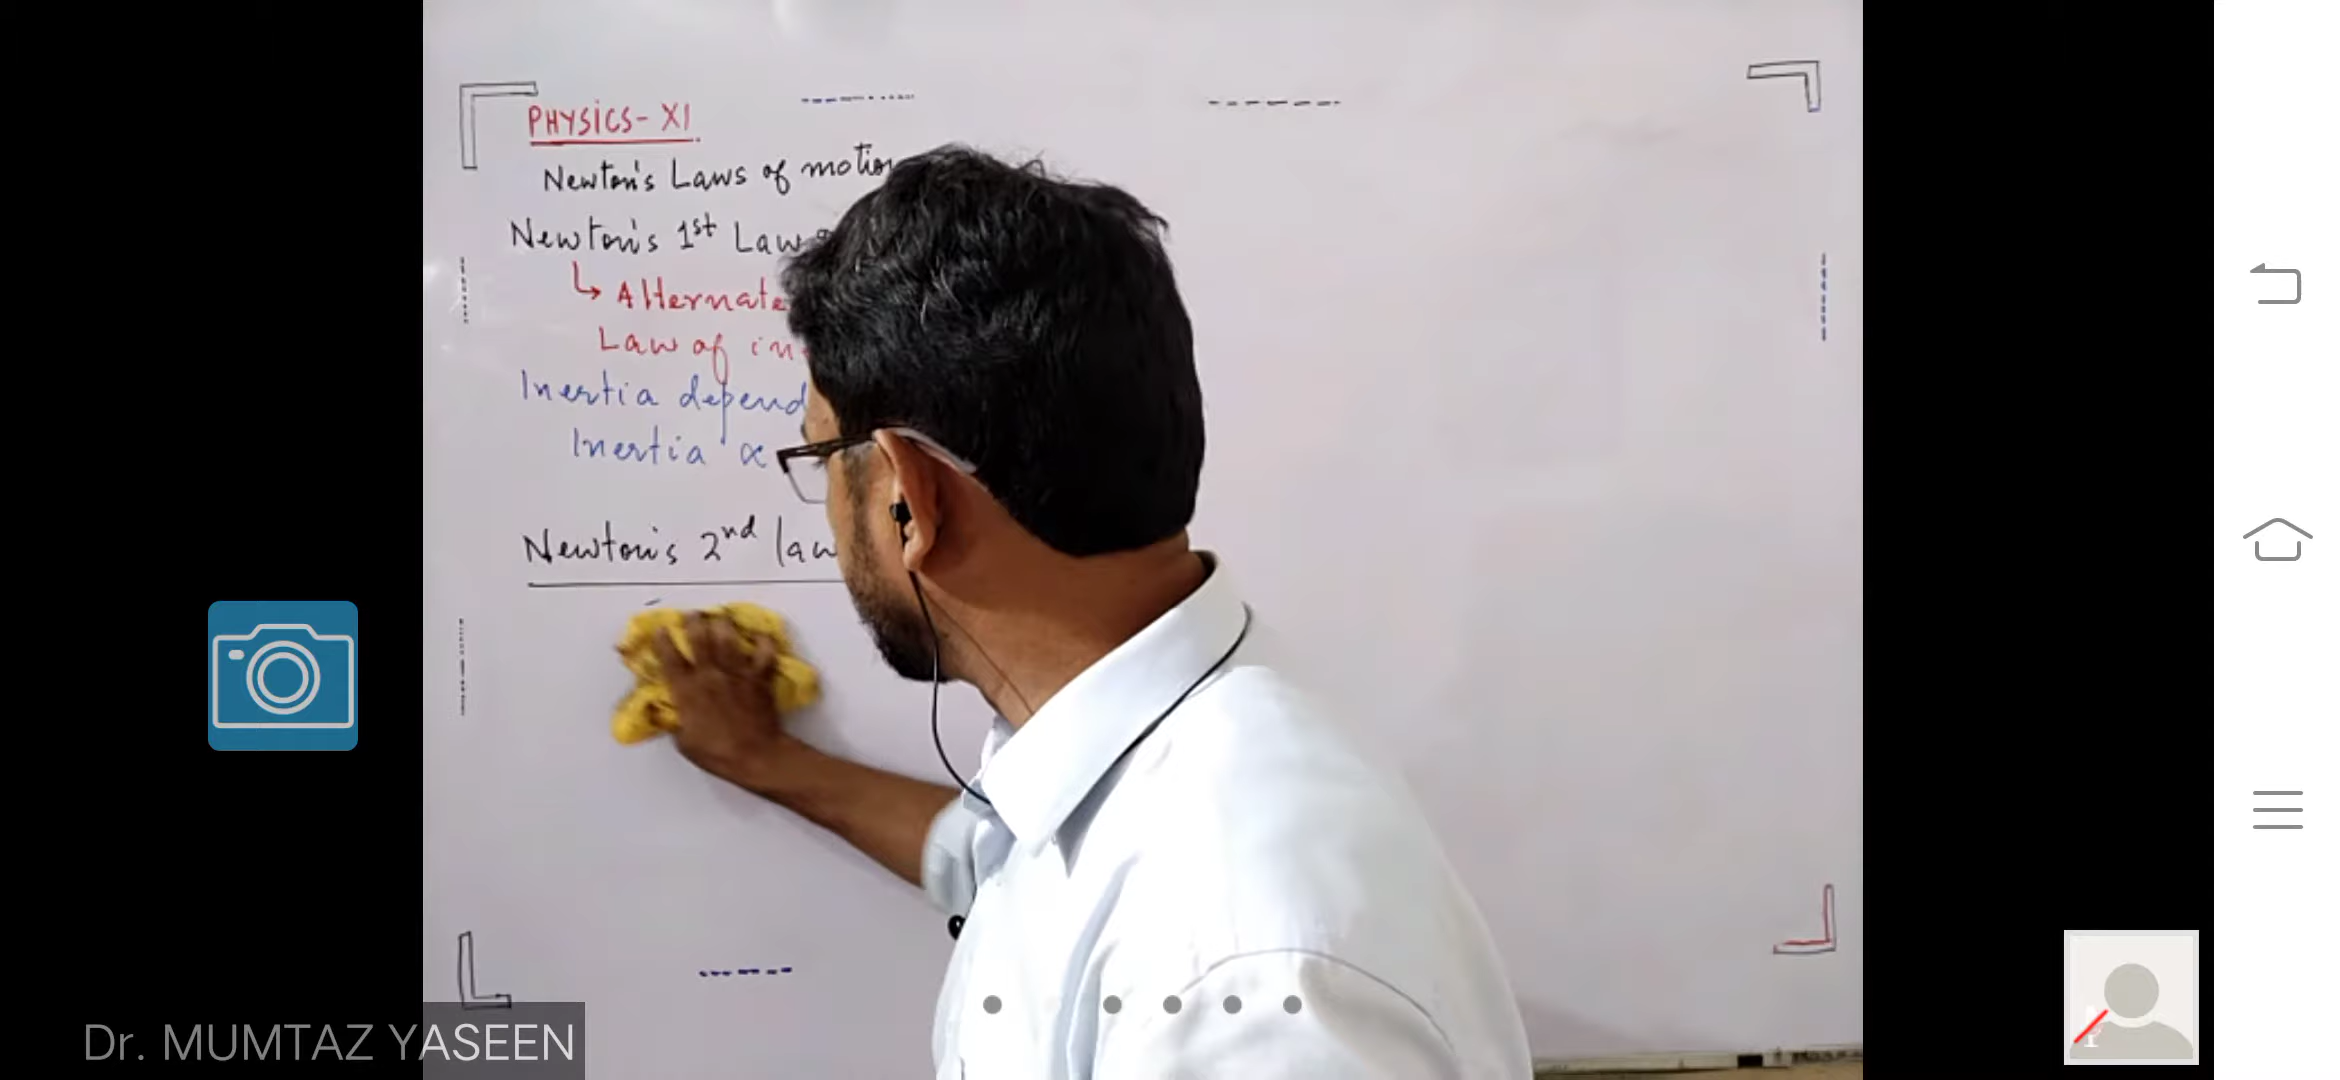 PHYSICS- XI
Newton's Laws of motion
Newton's 1st Law
↳ Alternate
Law of in
Inertia depend
Inertia ∝
Newton's 2nd law
Dr. MUMTAZ YASEEN